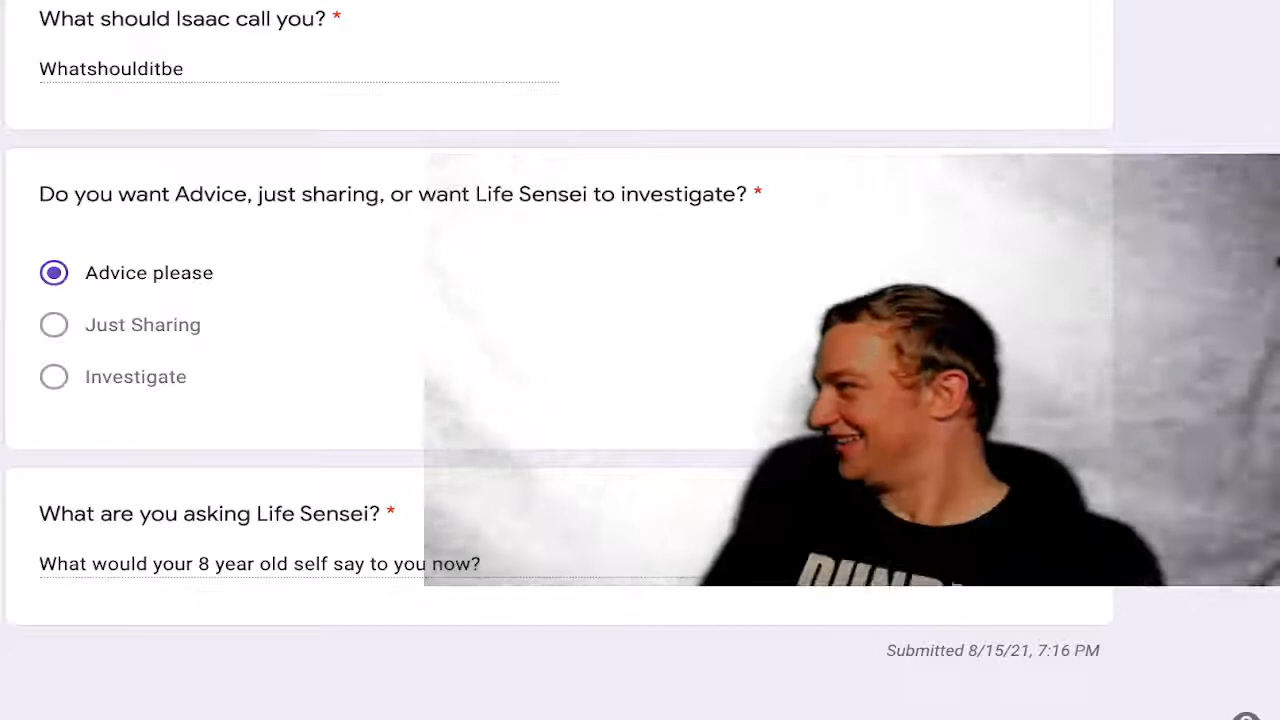 What should Isaac call you? *
Whatshoulditbe
Do you want Advice, just sharing, or want Life Sensei to investigate? *
Advice please
Just Sharing
Investigate
What are you asking Life Sensei? *
What would your 8 year old self say to you now?
Submitted 8/15/21, 7:16 PM